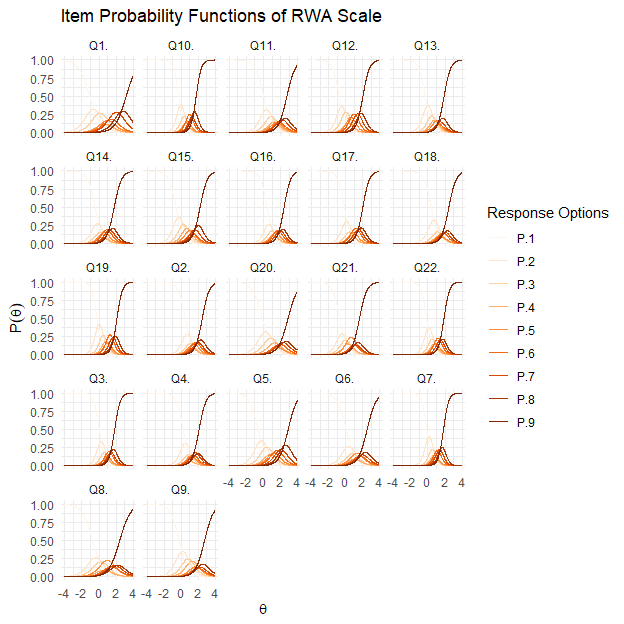 Item Probability Functions of RWA Scale
Q1. Q10. Q11. Q12. Q13.
1.00
0.75
0.50
0.25
0.00
Q14. Q15. Q16. Q17. Q18.
1.00
0.75
0.50
0.25
0.00
Q19. Q2. Q20. Q21. Q22.
1.00
0.75
0.50
0.25
0.00
Q3. Q4. Q5. Q6. Q7.
1.00
0.75
0.50
0.25
0.00
-4 -2 0 2 4 -4 -2 0 2 4 -4 -2 0 2 4
Q8. Q9.
1.00
0.75
0.50
0.25
0.00
-4 -2 0 2 4 -4 -2 0 2 4
P(θ)
θ
Response Options
P.1
P.2
P.3
P.4
P.5
P.6
P.7
P.8
P.9